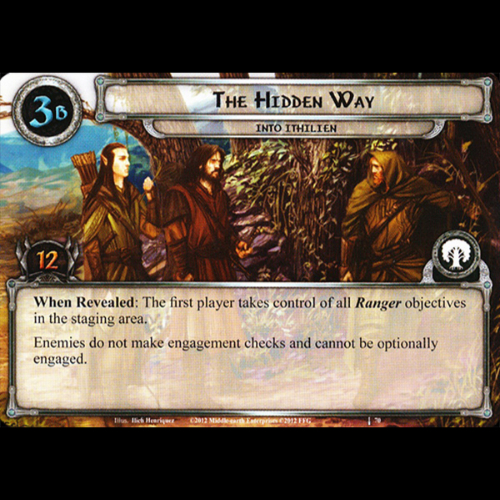 3B
THE HIDDEN WAY
INTO ITHILIEN
12
When Revealed: The first player takes control of all Ranger objectives
in the staging area.
Enemies do not make engagement checks and cannot be optionally
engaged.
Illus. Ilich Henriquez ©2012 Middle-earth Enterprises ©2012 FFG 70